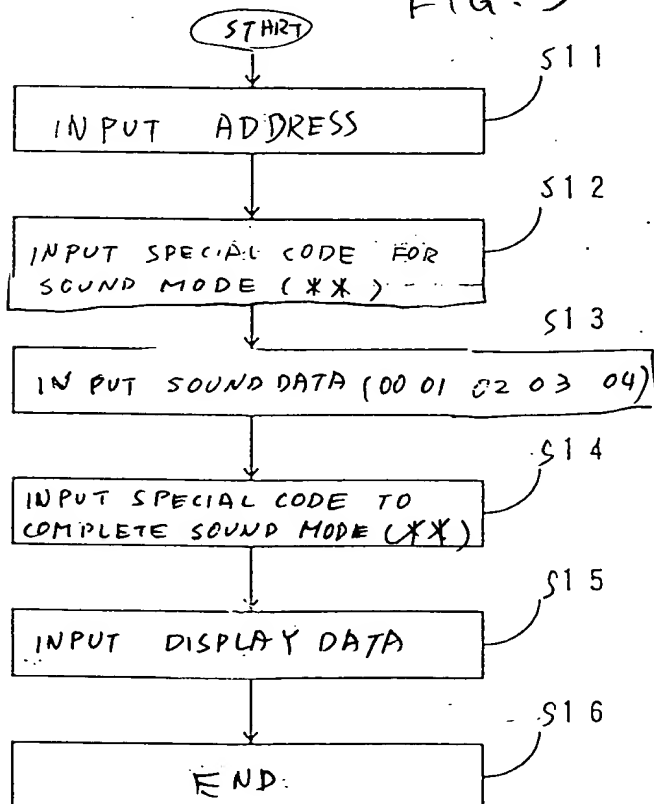 FIG. 3
START
S11
INPUT ADDRESS
S12
INPUT SPECIAL CODE FOR
SOUND MODE (**)
S13
INPUT SOUND DATA (00 01 02 03 04)
S14
INPUT SPECIAL CODE TO
COMPLETE SOUND MODE (**)
S15
INPUT DISPLAY DATA
S16
END